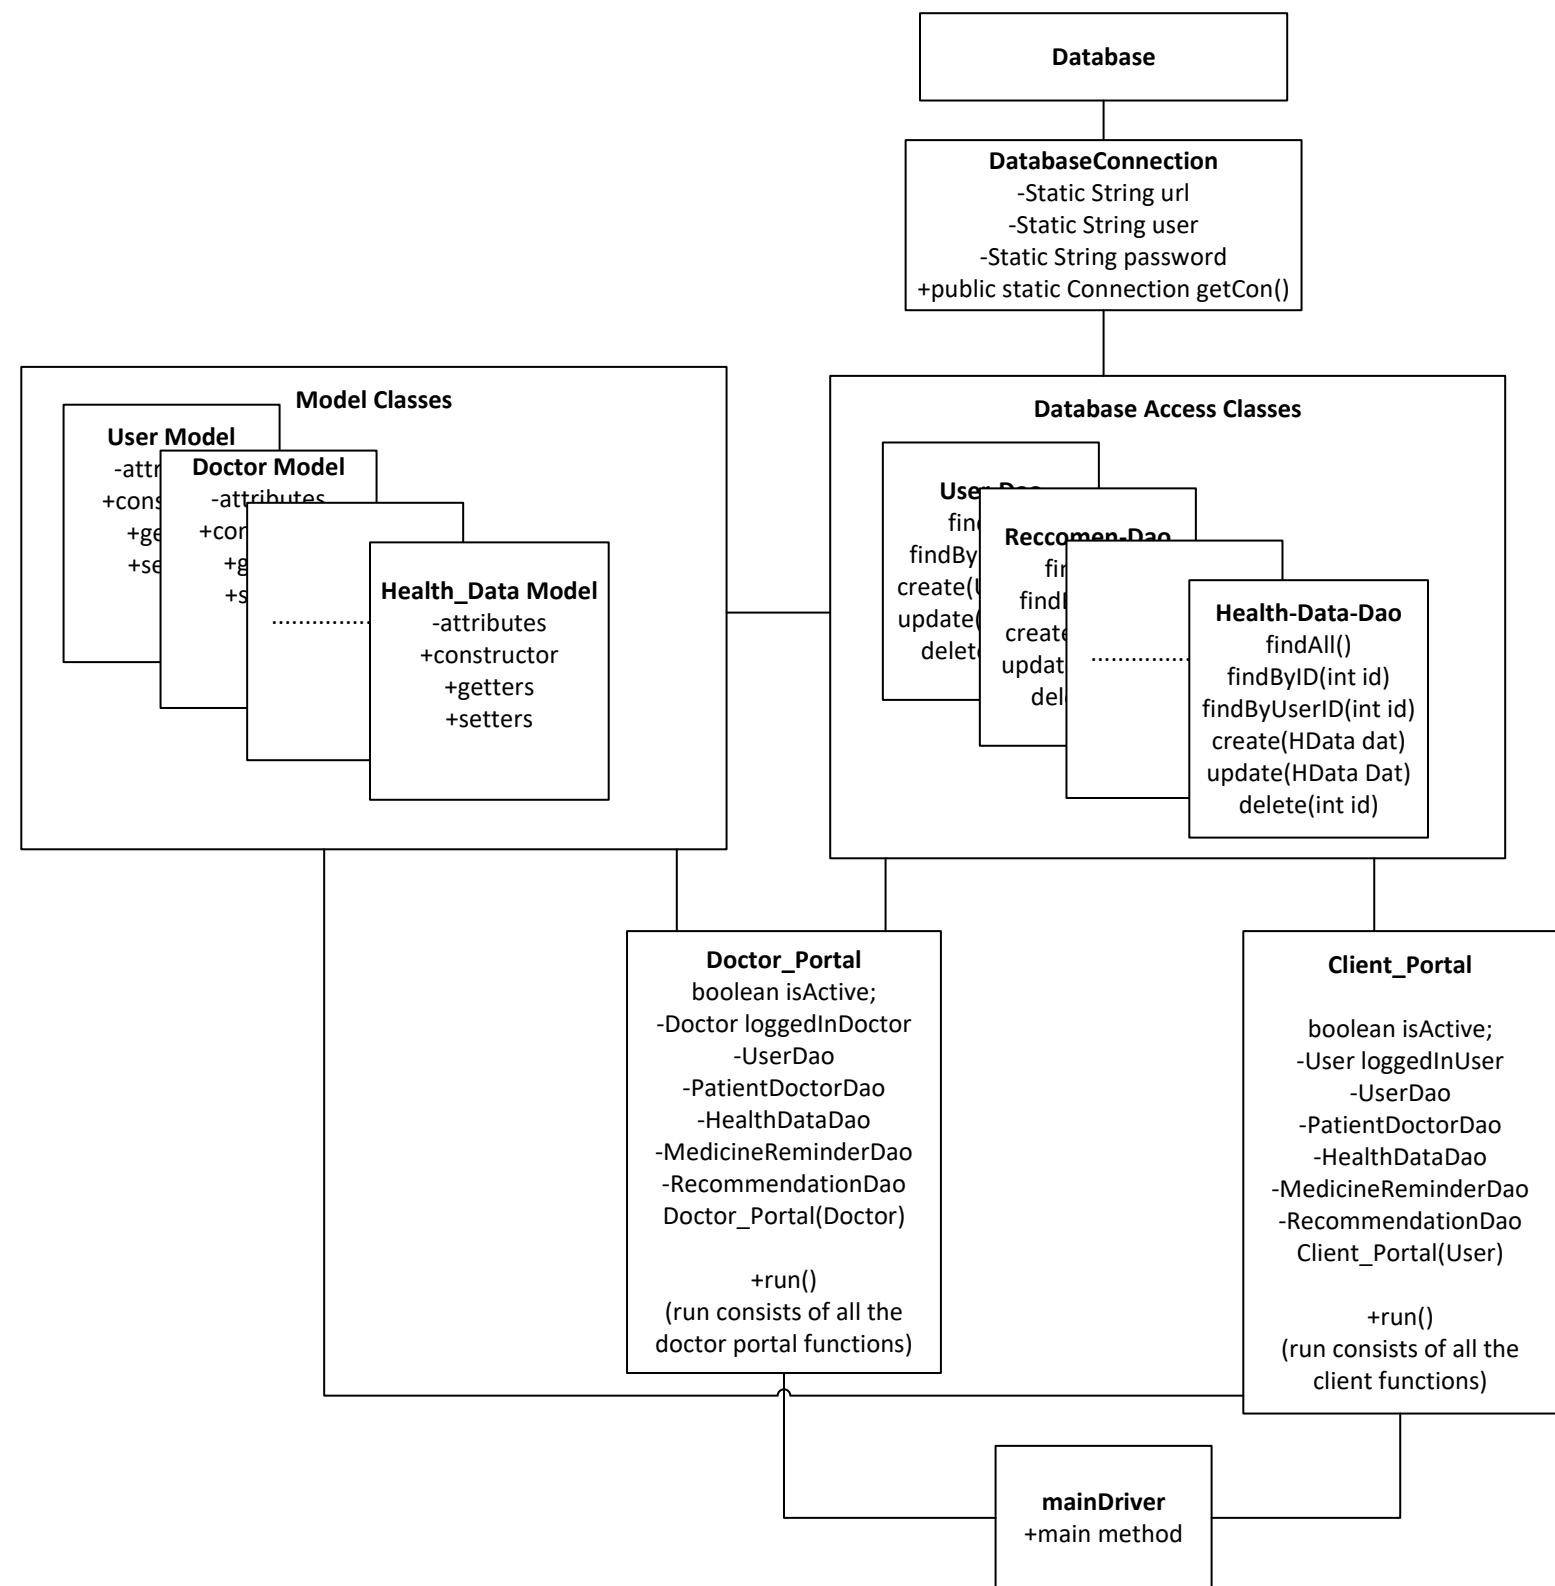 Database
DatabaseConnection
-Static String url
-Static String user
-Static String password
+public static Connection getCon()
Model Classes
User Model
Doctor Model
-attributes
...............
Health_Data Model
-attributes
+constructor
+getters
+setters
Database Access Classes
Reccomen-Dao
...............
Health-Data-Dao
findAll()
findByID(int id)
findByUserID(int id)
create(HData dat)
update(HData Dat)
delete(int id)
Doctor_Portal
boolean isActive;
-Doctor loggedInDoctor
-UserDao
-PatientDoctorDao
-HealthDataDao
-MedicineReminderDao
-RecommendationDao
Doctor_Portal(Doctor)
+run()
(run consists of all the
doctor portal functions)
Client_Portal
boolean isActive;
-User loggedInUser
-UserDao
-PatientDoctorDao
-HealthDataDao
-MedicineReminderDao
-RecommendationDao
Client_Portal(User)
+run()
(run consists of all the
client functions)
mainDriver
+main method